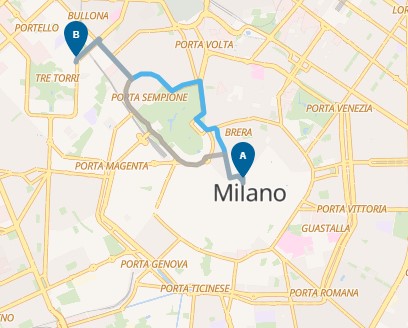 BULLONA
PORTELLO
B
PORTA VOLTA
TRE TORRI
PORTA SEMPIONE
PORTA VENEZIA
BRERA
A
PORTA MAGENTA
Milano
PORTA VITTORIA
GUASTALLA
PORTA GENOVA
PORTA TICINESE
PORTA ROMANA
NO